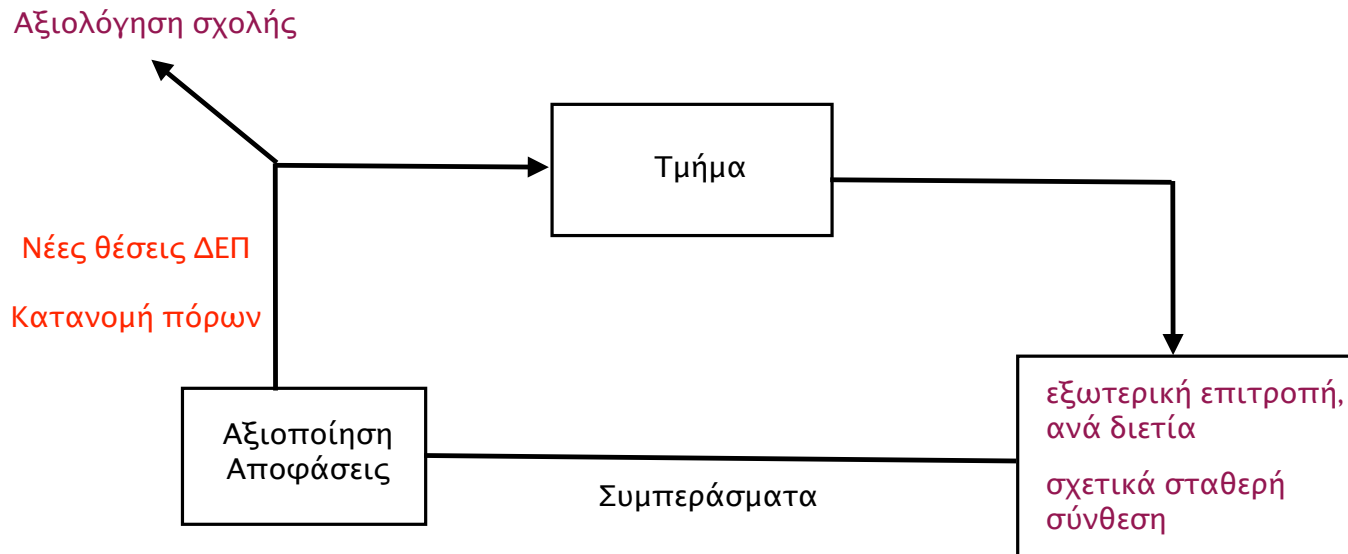 Αξιολόγηση σχολής
Τμήμα
Νέες θέσεις ΔΕΠ
Κατανομή πόρων
εξωτερική επιτροπή,
ανά διετία
σχετικά σταθερή
σύνθεση
Αξιοποίηση
Αποφάσεις
Συμπεράσματα